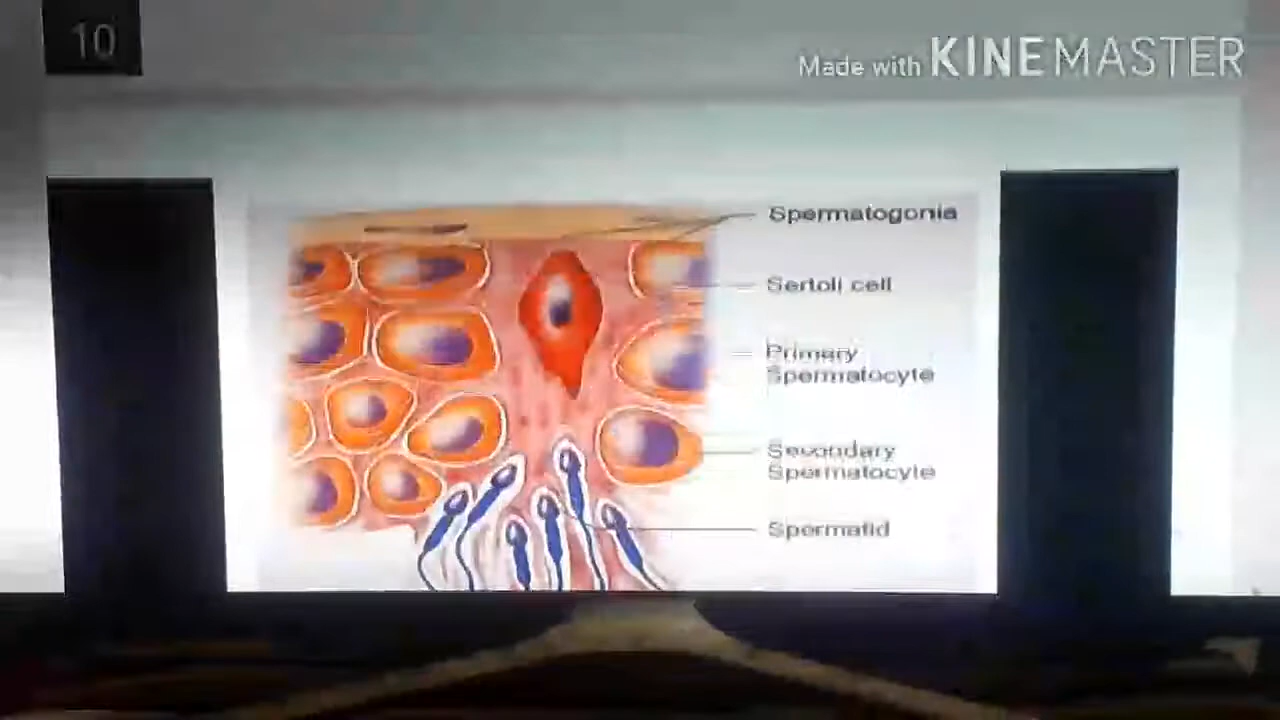 10
Made with KINEMASTER
Spermatogonia
Sertoli cell
Primary
Spermatocyte
Secondary
Spermatocyte
Spermatid